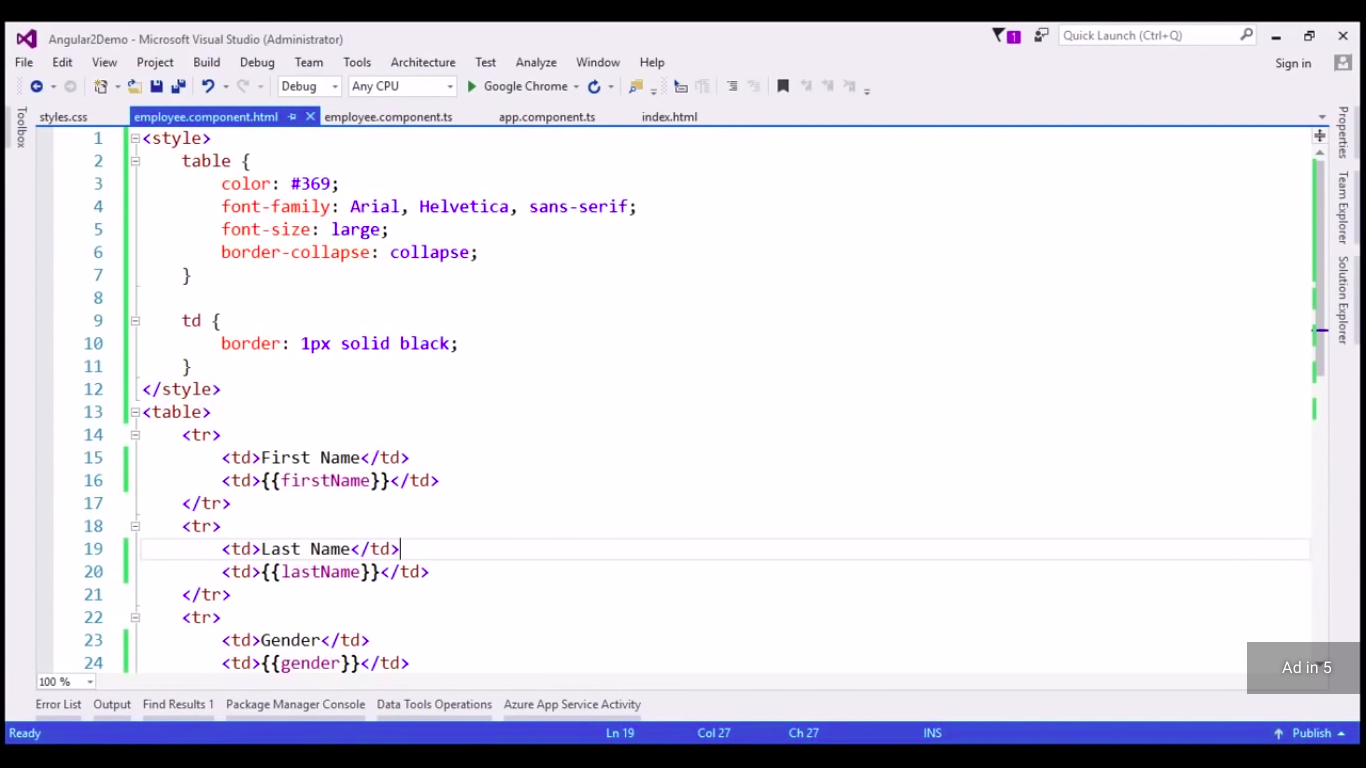 Angular2Demo - Microsoft Visual Studio (Administrator)
1
Quick Launch (Ctrl+Q)
File Edit View Project Build Debug Team Tools Architecture Test Analyze Window Help
Sign in
Debug Any CPU Google Chrome
Toolbox
styles.css employee.component.html employee.component.ts app.component.ts index.html
Properties
Team Explorer
Solution Explorer
1 <style>
2 table {
3 color: #369;
4 font-family: Arial, Helvetica, sans-serif;
5 font-size: large;
6 border-collapse: collapse;
7 }
8
9 td {
10 border: 1px solid black;
11 }
12 </style>
13 <table>
14 <tr>
15 <td>First Name</td>
16 <td>{{firstName}}</td>
17 </tr>
18 <tr>
19 <td>Last Name</td>
20 <td>{{lastName}}</td>
21 </tr>
22 <tr>
23 <td>Gender</td>
24 <td>{{gender}}</td>
Ad in 5
100 %
Error List Output Find Results 1 Package Manager Console Data Tools Operations Azure App Service Activity
Ready Ln 19 Col 27 Ch 27 INS Publish